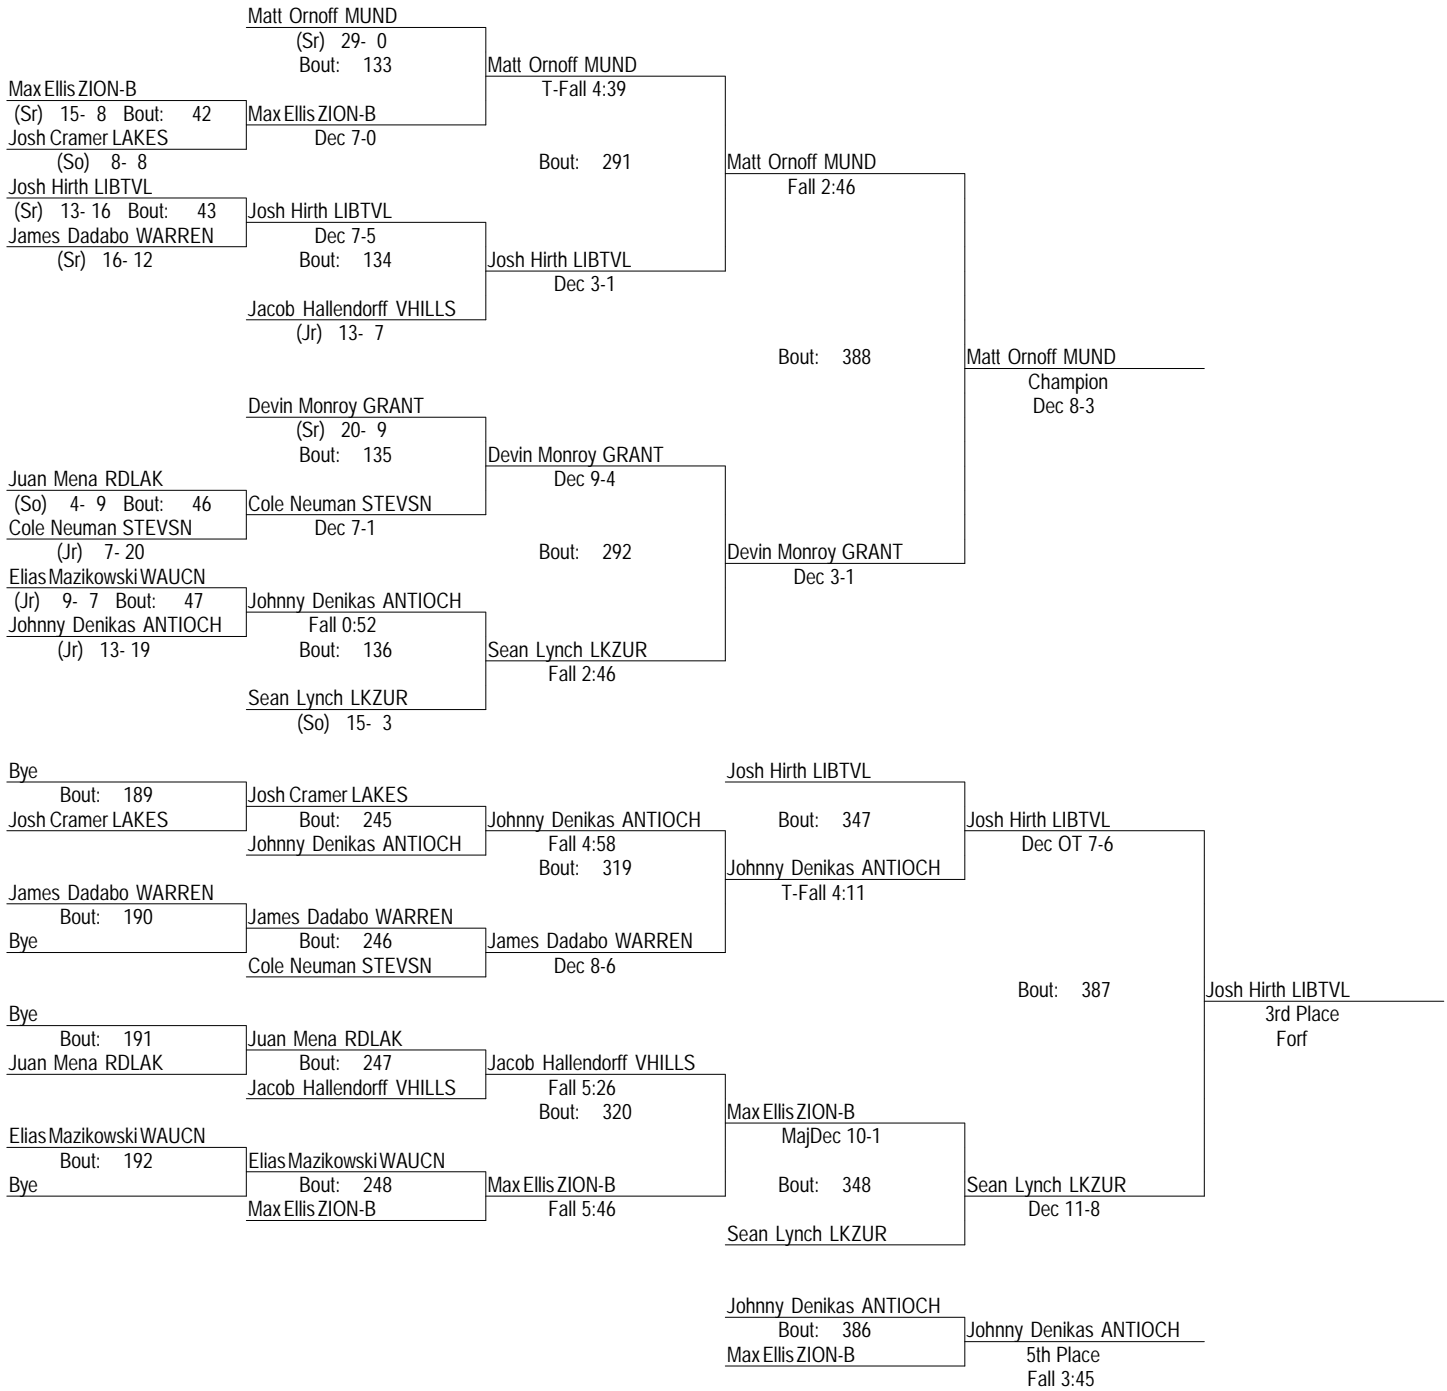 Matt Ornoff MUND
(Sr) 29- 0
Bout: 133
Matt Ornoff MUND
T-Fall 4:39
Max Ellis ZION-B
(Sr) 15- 8 Bout: 42
Max Ellis ZION-B
Josh Cramer LAKES
Dec 7-0
(So) 8- 8
Bout: 291
Matt Ornoff MUND
Fall 2:46
Josh Hirth LIBTVL
(Sr) 13- 16 Bout: 43
Josh Hirth LIBTVL
James Dadabo WARREN
Dec 7-5
(Sr) 16- 12
Bout: 134
Josh Hirth LIBTVL
Dec 3-1
Jacob Hallendorff VHILLS
(Jr) 13- 7
Bout: 388
Matt Ornoff MUND
Champion
Dec 8-3
Devin Monroy GRANT
(Sr) 20- 9
Bout: 135
Devin Monroy GRANT
Dec 9-4
Juan Mena RDLAK
(So) 4- 9 Bout: 46
Cole Neuman STEVSN
Cole Neuman STEVSN
Dec 7-1
(Jr) 7- 20
Bout: 292
Devin Monroy GRANT
Dec 3-1
Elias Mazikowski WAUCN
(Jr) 9- 7 Bout: 47
Johnny Denikas ANTIOCH
Johnny Denikas ANTIOCH
Fall 0:52
(Jr) 13- 19
Bout: 136
Sean Lynch LKZUR
Fall 2:46
Sean Lynch LKZUR
(So) 15- 3
Bye
Bout: 189
Josh Cramer LAKES
Josh Cramer LAKES
Bout: 245
Johnny Denikas ANTIOCH
Johnny Denikas ANTIOCH
Fall 4:58
Bout: 319
Josh Hirth LIBTVL
Bout: 347
Josh Hirth LIBTVL
Dec OT 7-6
Johnny Denikas ANTIOCH
T-Fall 4:11
James Dadabo WARREN
Bout: 190
Bye
James Dadabo WARREN
Bout: 246
Cole Neuman STEVSN
James Dadabo WARREN
Dec 8-6
Bout: 387
Josh Hirth LIBTVL
3rd Place
Forf
Bye
Bout: 191
Juan Mena RDLAK
Juan Mena RDLAK
Bout: 247
Jacob Hallendorff VHILLS
Jacob Hallendorff VHILLS
Fall 5:26
Bout: 320
Max Ellis ZION-B
MajDec 10-1
Elias Mazikowski WAUCN
Bout: 192
Bye
Elias Mazikowski WAUCN
Bout: 248
Max Ellis ZION-B
Max Ellis ZION-B
Fall 5:46
Bout: 348
Sean Lynch LKZUR
Dec 11-8
Sean Lynch LKZUR
Johnny Denikas ANTIOCH
Bout: 386
Max Ellis ZION-B
Johnny Denikas ANTIOCH
5th Place
Fall 3:45